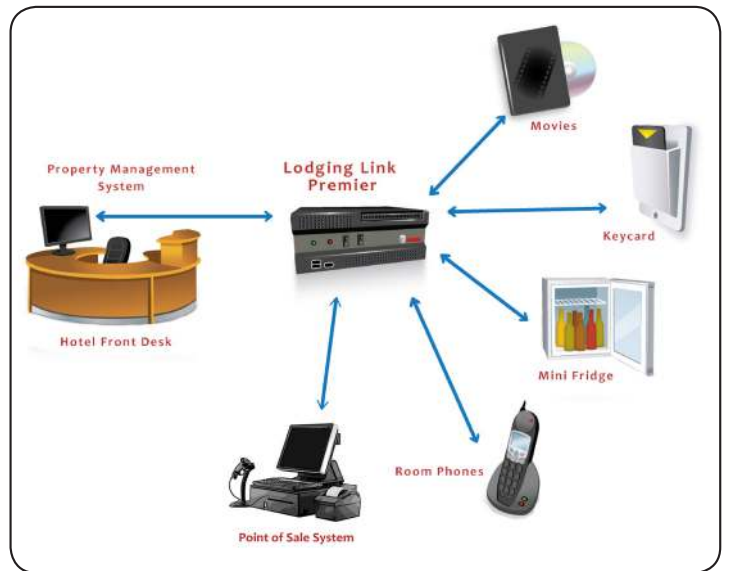 Movies
Property Management
System
Lodging Link
Premier
Keycard
Hotel Front Desk
Mini Fridge
Room Phones
Point of Sale System